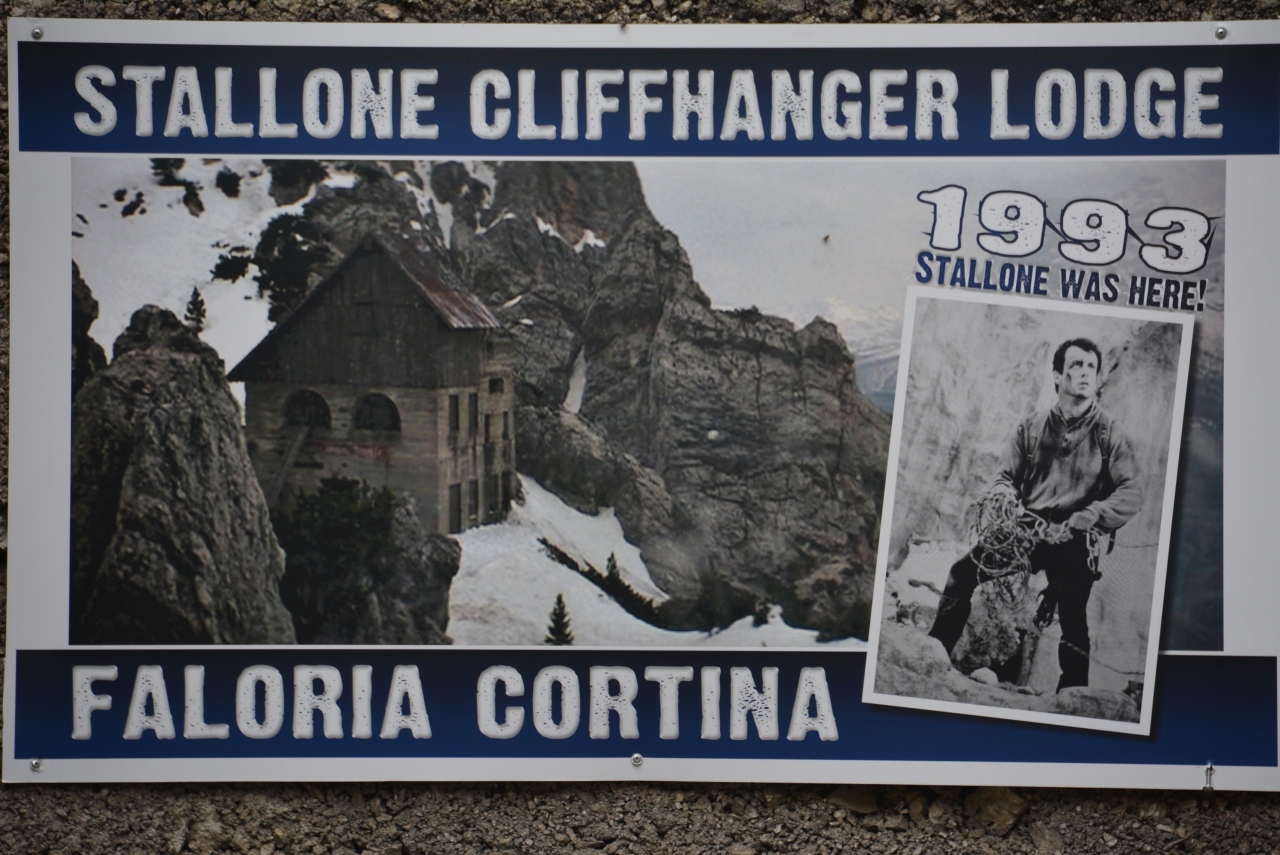 STALLONE CLIFFHANGER LODGE
1993
STALLONE WAS HERE!
FALORIA CORTINA